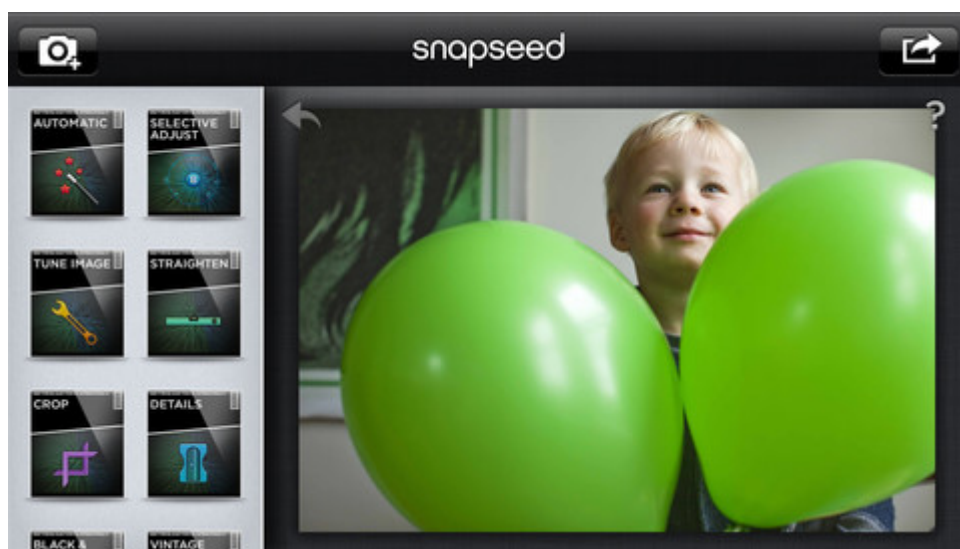 snapseed
AUTOMATIC
SELECTIVE
ADJUST
?
TUNE IMAGE
STRAIGHTEN
CROP
DETAILS
BLACK &
VINTAGE